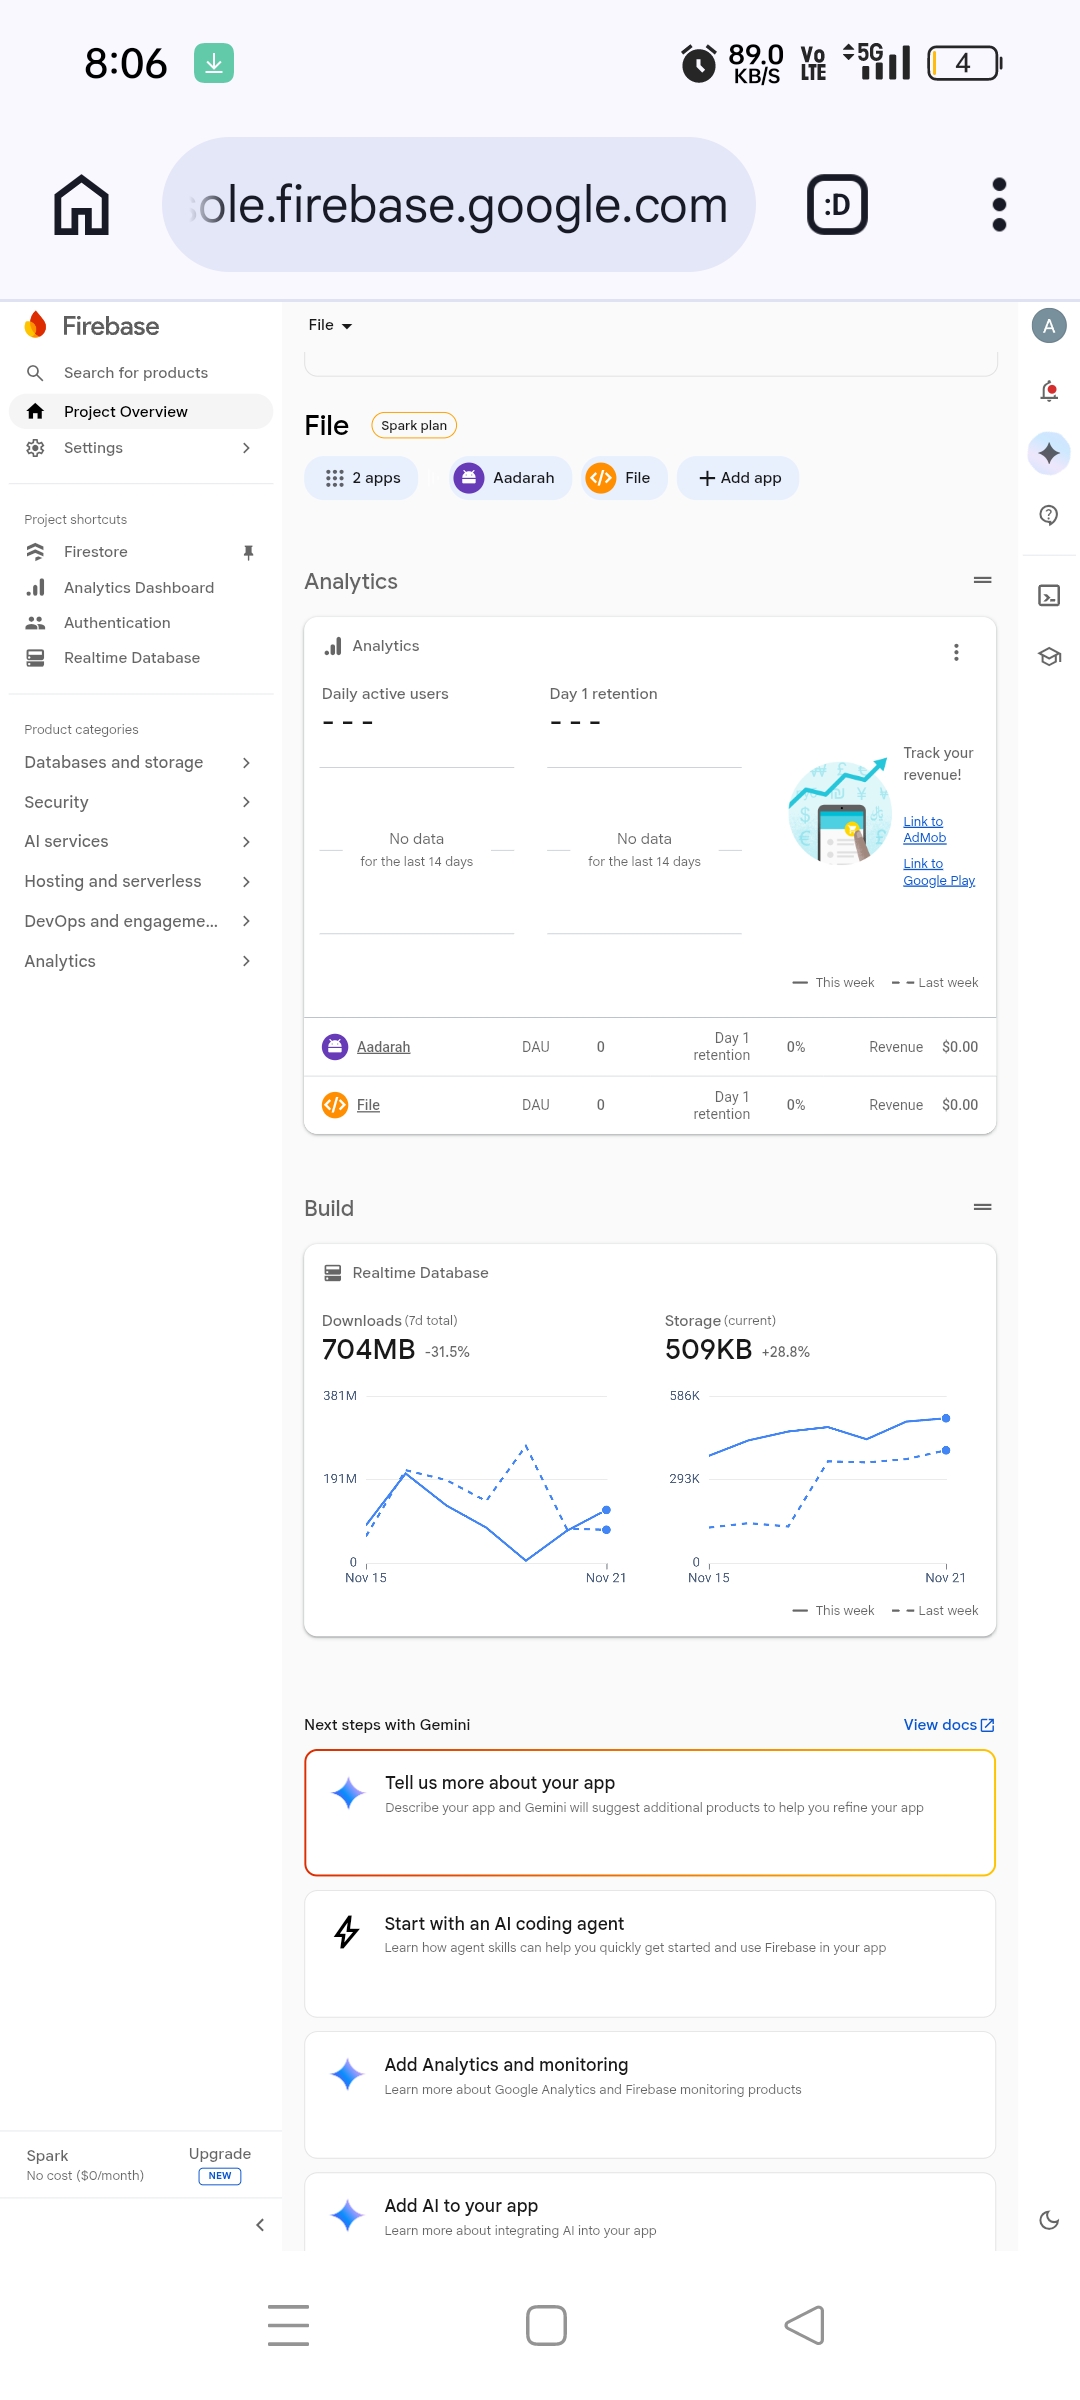 8:06
89.0
KB/S
Vo
LTE
5G
4
ole.firebase.google.com
:D
Firebase
Search for products
Project Overview
Settings
Project shortcuts
Firestore
Analytics Dashboard
Authentication
Realtime Database
Product categories
Databases and storage
Security
AI services
Hosting and serverless
DevOps and engageme...
Analytics
Spark
No cost ($0/month)
Upgrade
NEW
File
A
File
Spark plan
2 apps
Aadarah
File
Add app
Analytics
Analytics
Daily active users
- - -
Day 1 retention
- - -
No data
for the last 14 days
No data
for the last 14 days
Track your
revenue!
Link to
AdMob
Link to
Google Play
This week
Last week
Aadarah
DAU
0
Day 1
retention
0%
Revenue
$0.00
File
DAU
0
Day 1
retention
0%
Revenue
$0.00
Build
Realtime Database
Downloads (7d total)
704MB -31.5%
381M
191M
0
Nov 15
Nov 21
Storage (current)
509KB +28.8%
586K
293K
0
Nov 15
Nov 21
This week
Last week
Next steps with Gemini
View docs
Tell us more about your app
Describe your app and Gemini will suggest additional products to help you refine your app
Start with an AI coding agent
Learn how agent skills can help you quickly get started and use Firebase in your app
Add Analytics and monitoring
Learn more about Google Analytics and Firebase monitoring products
Add AI to your app
Learn more about integrating AI into your app